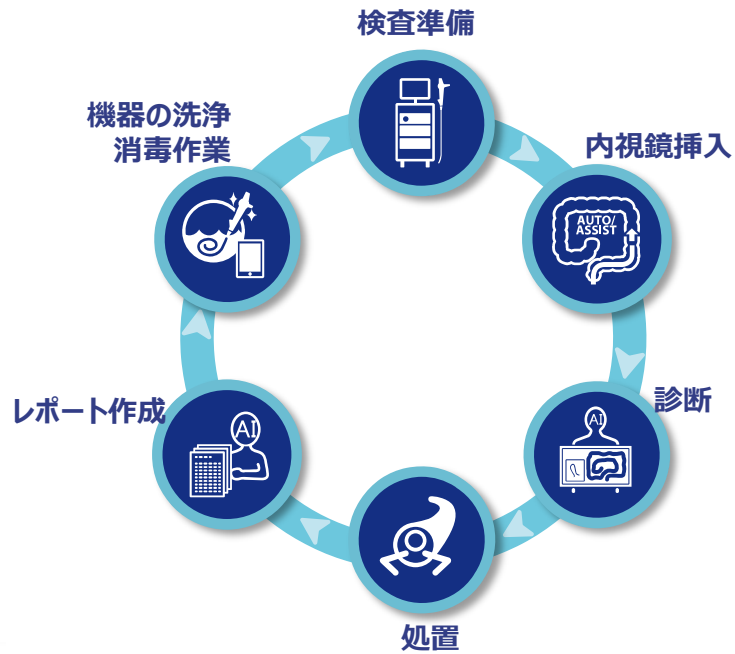 検査準備
機器の洗浄
消毒作業
内視鏡挿入
AUTO/
ASSIST
レポート作成
AI
診断
AI
処置